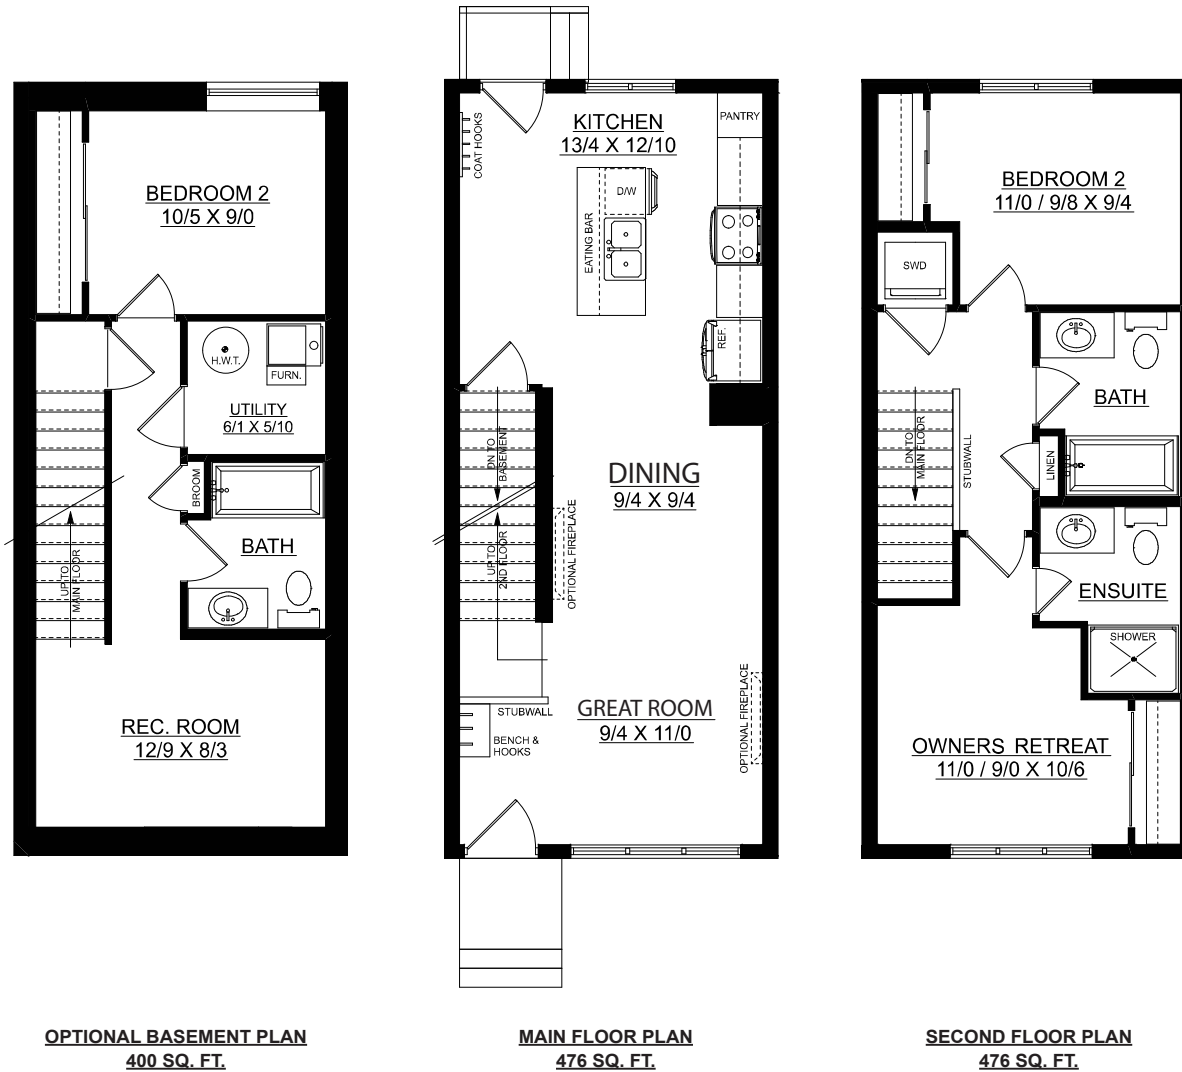 BEDROOM 2
10/5 X 9/0
H.W.T.
FURN.
UTILITY
6/1 X 5/10
BROOM
BATH
UP TO
MAIN FLOOR
REC. ROOM
12/9 X 8/3
OPTIONAL BASEMENT PLAN
400 SQ. FT.
COAT HOOKS
KITCHEN
13/4 X 12/10
PANTRY
D/W
EATING BAR
REF.
DN TO
BASEMENT
DINING
9/4 X 9/4
UP TO
2ND FLOOR
OPTIONAL FIREPLACE
GREAT ROOM
9/4 X 11/0
OPTIONAL FIREPLACE
STUBWALL
BENCH &
HOOKS
MAIN FLOOR PLAN
476 SQ. FT.
BEDROOM 2
11/0 / 9/8 X 9/4
SWD
BATH
DN TO
MAIN FLOOR
STUBWALL
LINEN
ENSUITE
SHOWER
OWNERS RETREAT
11/0 / 9/0 X 10/6
SECOND FLOOR PLAN
476 SQ. FT.